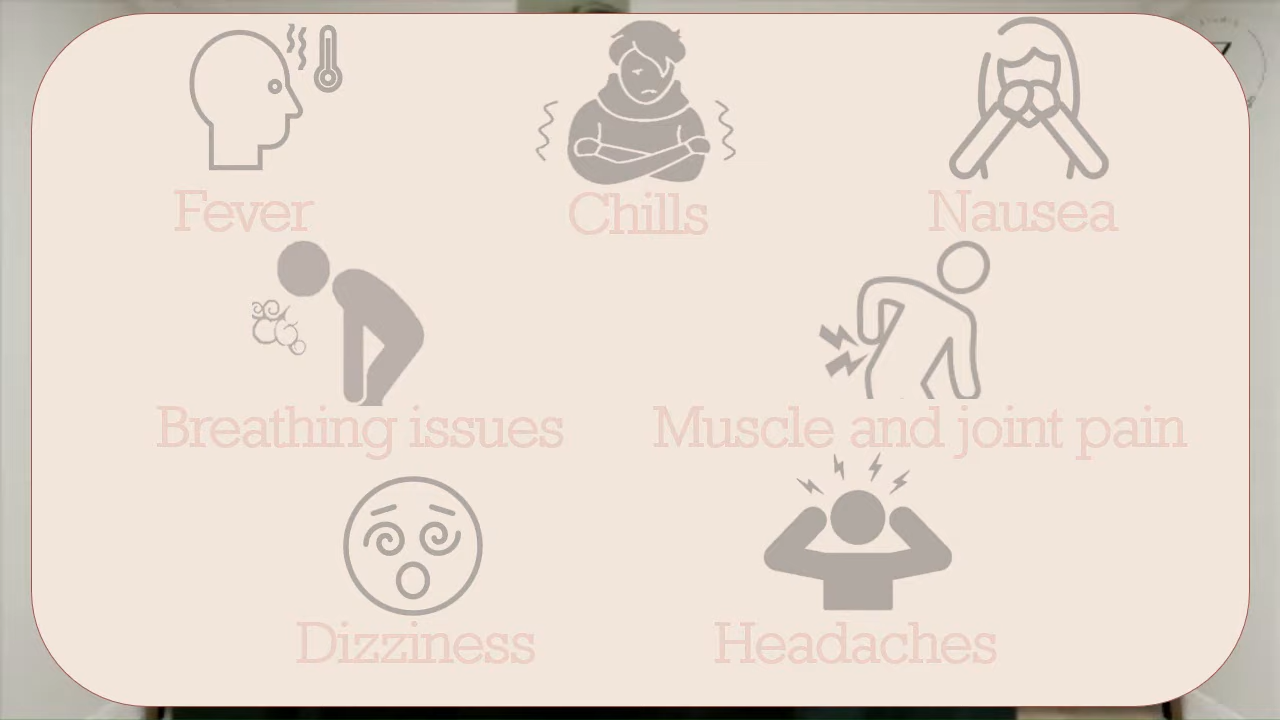 Fever
Chills
Nausea
Breathing issues
Muscle and joint pain
Dizziness
Headaches